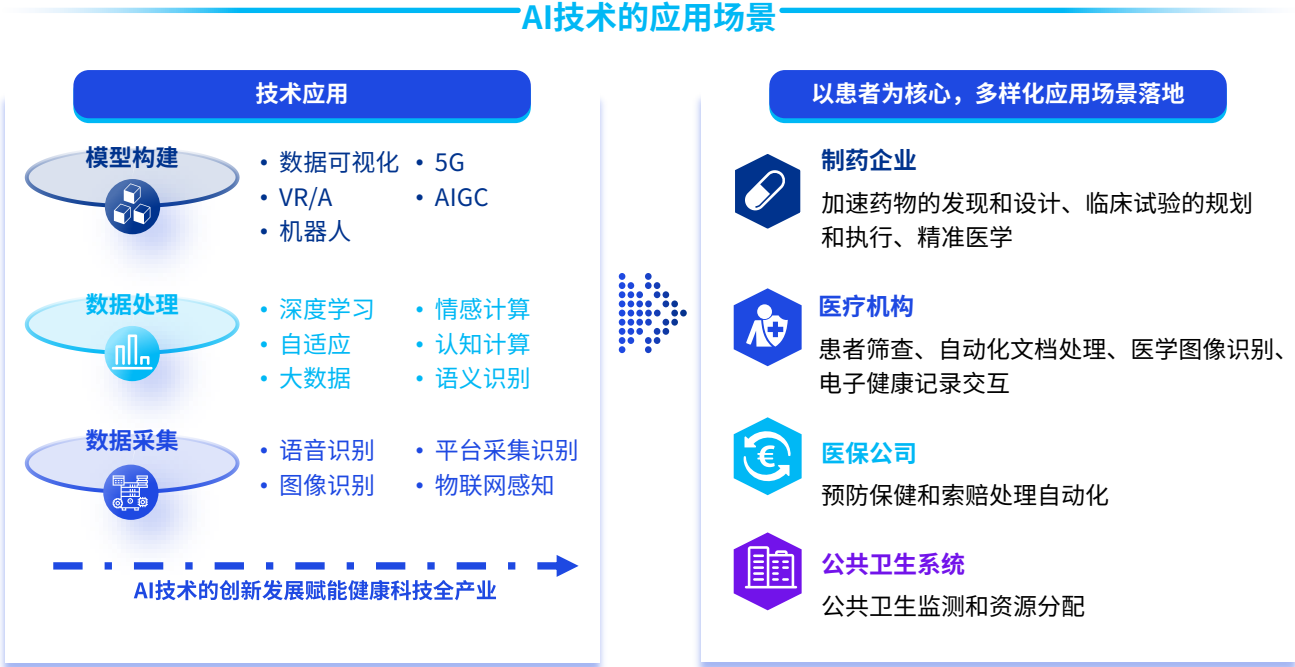 AI技术的应用场景
技术应用
模型构建
• 数据可视化 • 5G
• VR/A • AIGC
• 机器人
数据处理
• 深度学习 • 情感计算
• 自适应 • 认知计算
• 大数据 • 语义识别
数据采集
• 语音识别 • 平台采集识别
• 图像识别 • 物联网感知
AI技术的创新发展赋能健康科技全产业
以患者为核心，多样化应用场景落地
制药企业
加速药物的发现和设计、临床试验的规划
和执行、精准医学
医疗机构
患者筛查、自动化文档处理、医学图像识别、
电子健康记录交互
医保公司
预防保健和索赔处理自动化
公共卫生系统
公共卫生监测和资源分配